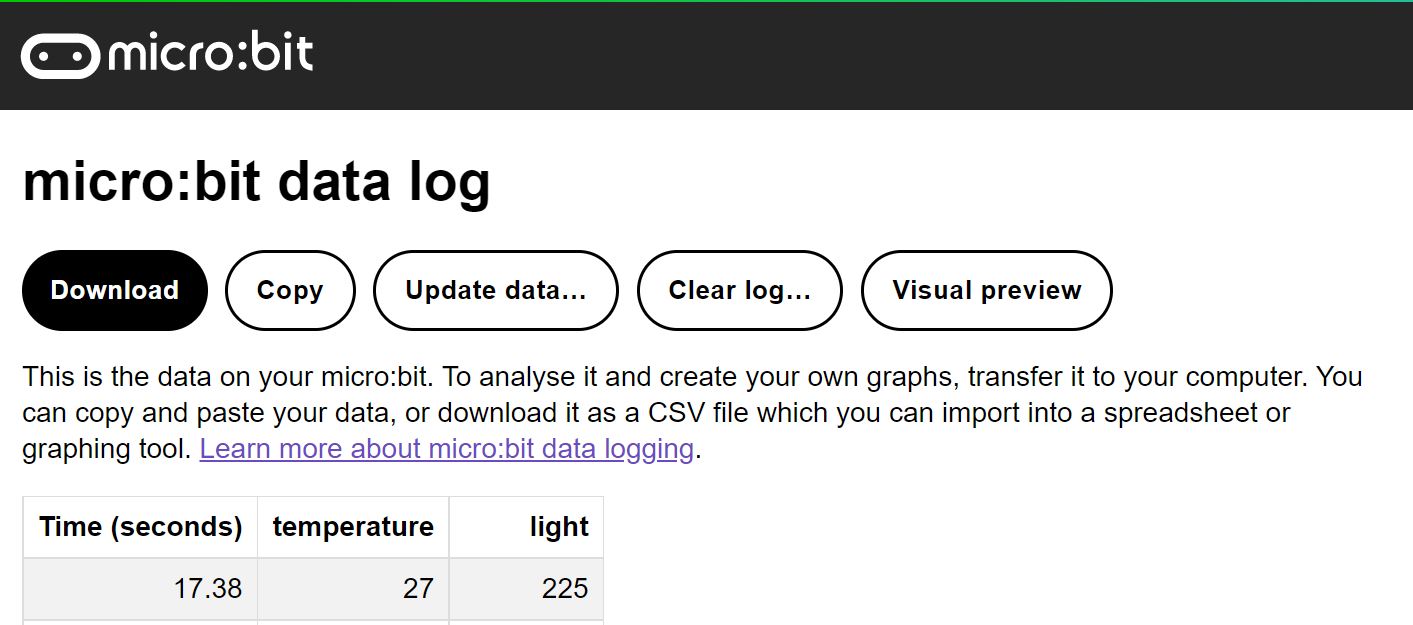 micro:bit
micro:bit data log
Download Copy Update data... Clear log... Visual preview
This is the data on your micro:bit. To analyse it and create your own graphs, transfer it to your computer. You
can copy and paste your data, or download it as a CSV file which you can import into a spreadsheet or
graphing tool. Learn more about micro:bit data logging.
Time (seconds) temperature light
17.38 27 225